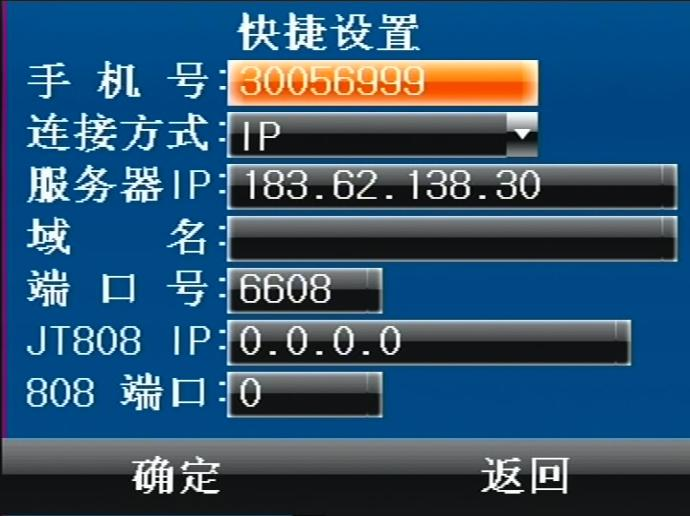 快捷设置
手 机 号:30056999
连接方式:IP
服务器IP:183.62.138.30
域 名:
端 口 号:6608
JT808 IP:0.0.0.0
808 端口:0
确定 返回